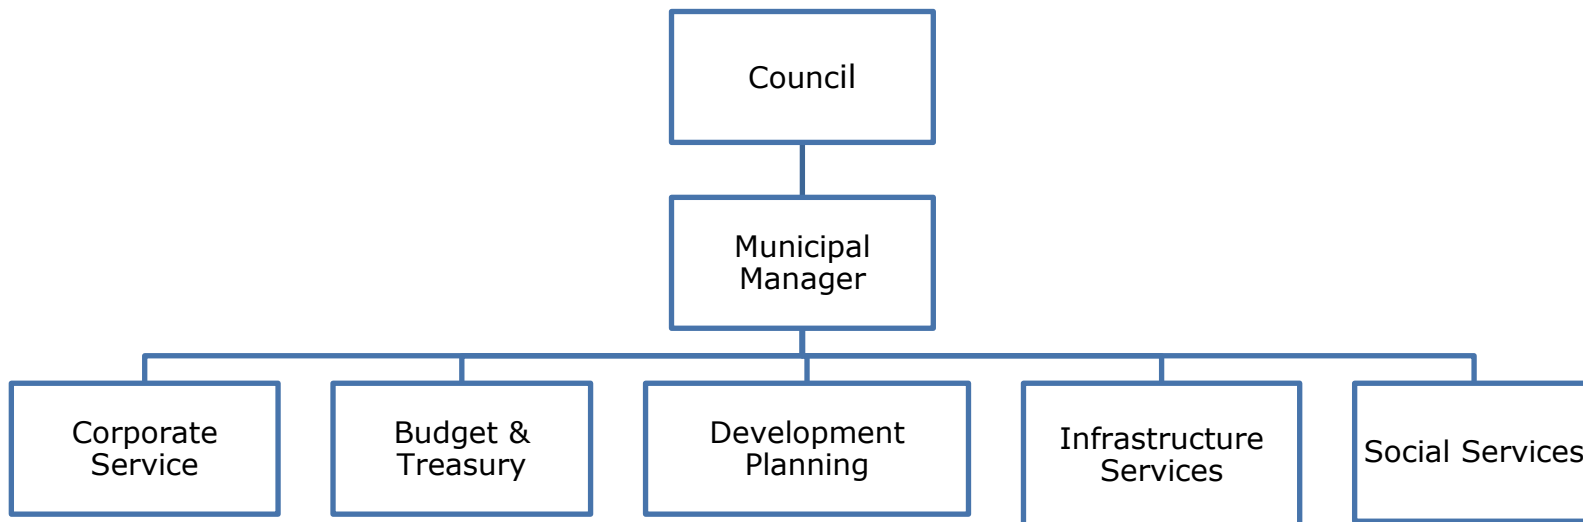 Council
Municipal
Manager
Corporate
Service
Budget &
Treasury
Development
Planning
Infrastructure
Services
Social Services